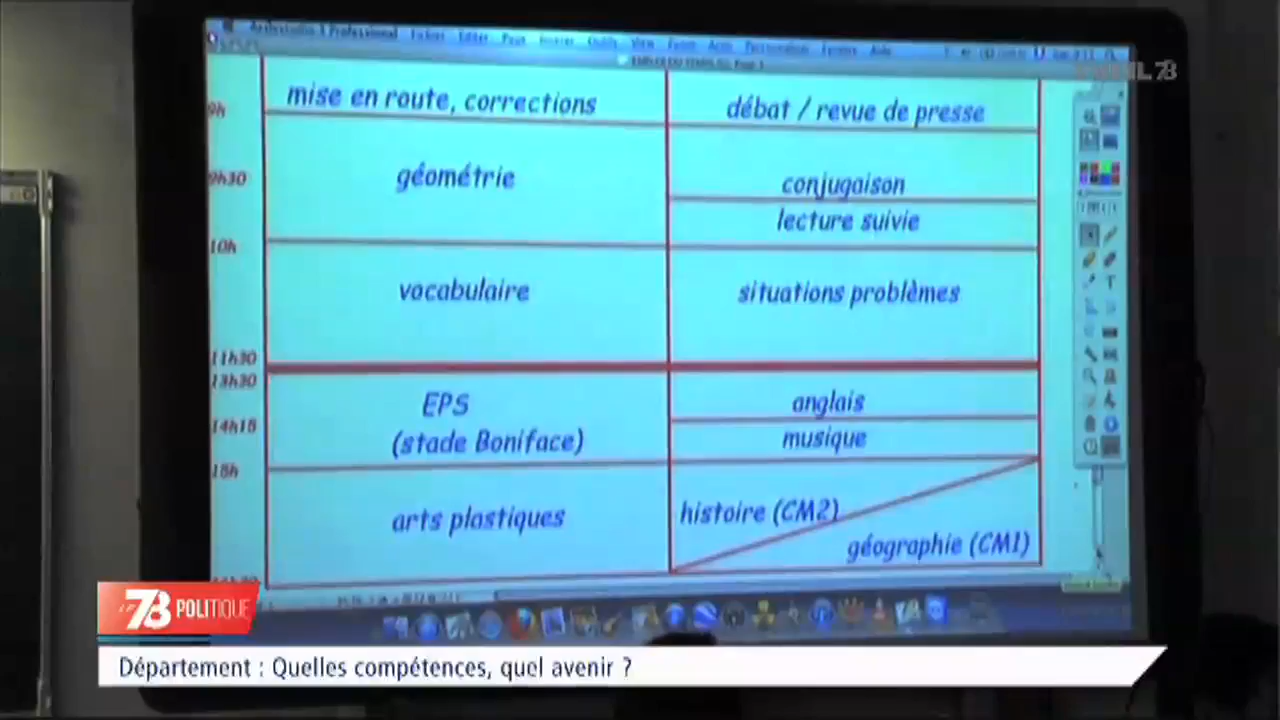 mise en route, corrections
débat / revue de presse
9h
géométrie
conjugaison
9h30
lecture suivie
10h
vocabulaire
situations problèmes
11h30
13h30
EPS
anglais
14h15
(stade Boniface)
musique
15h
arts plastiques
histoire (CM2)
géographie (CM1)
LE 78 POLITIQUE
Département : Quelles compétences, quel avenir ?